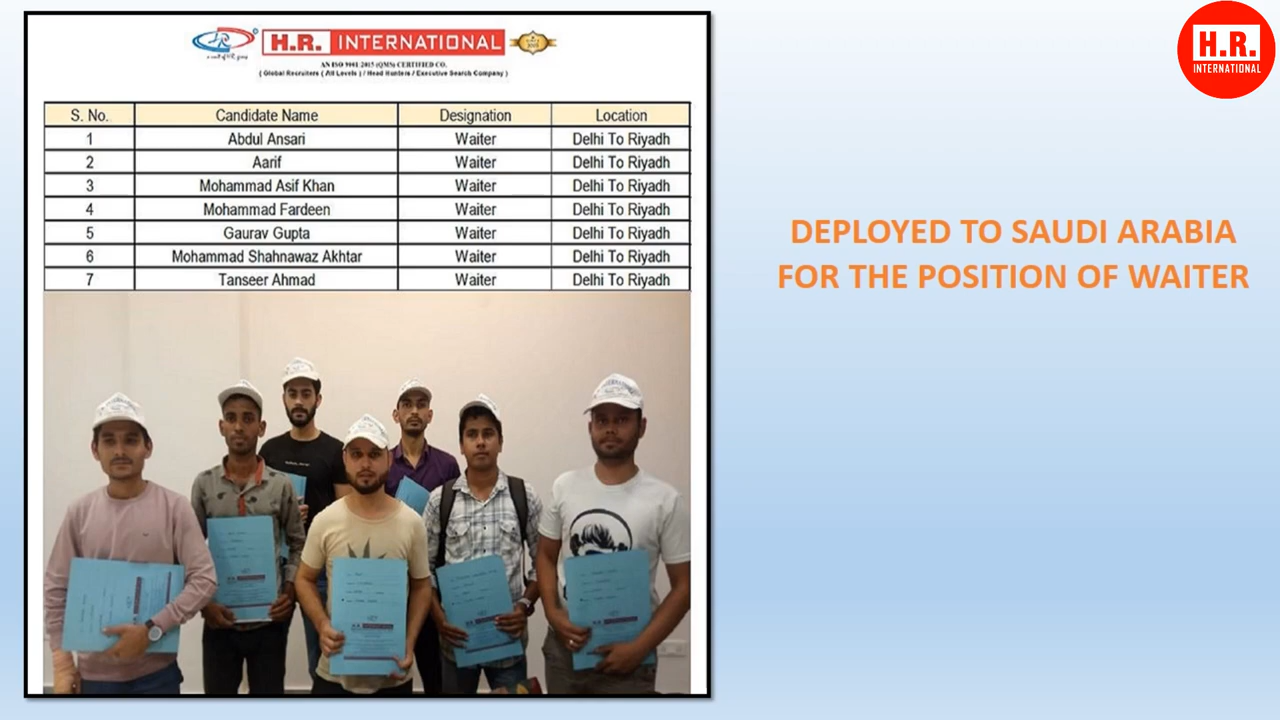 H.R. INTERNATIONAL
AN ISO 9001:2015 (QMS) CERTIFIED CO.
( Global Recruiters ( All Levels ) / Head Hunters / Executive Search Company )
S. No. Candidate Name Designation Location
1 Abdul Ansari Waiter Delhi To Riyadh
2 Aarif Waiter Delhi To Riyadh
3 Mohammad Asif Khan Waiter Delhi To Riyadh
4 Mohammad Fardeen Waiter Delhi To Riyadh
5 Gaurav Gupta Waiter Delhi To Riyadh
6 Mohammad Shahnawaz Akhtar Waiter Delhi To Riyadh
7 Tanseer Ahmad Waiter Delhi To Riyadh
H.R.
INTERNATIONAL
DEPLOYED TO SAUDI ARABIA
FOR THE POSITION OF WAITER